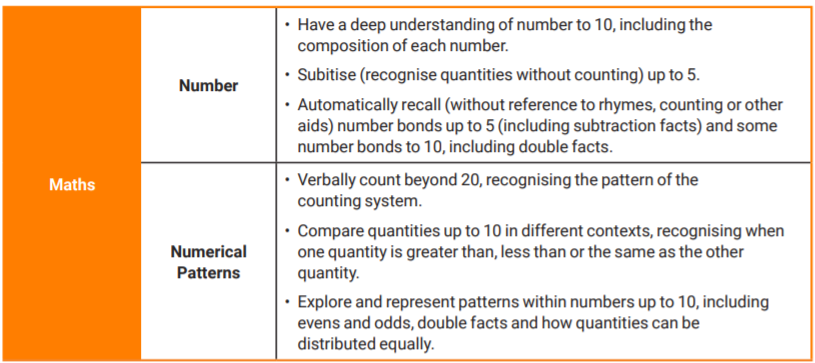 Maths
Number
• Have a deep understanding of number to 10, including the
composition of each number.
• Subitise (recognise quantities without counting) up to 5.
• Automatically recall (without reference to rhymes, counting or other
aids) number bonds up to 5 (including subtraction facts) and some
number bonds to 10, including double facts.
Numerical
Patterns
• Verbally count beyond 20, recognising the pattern of the
counting system.
• Compare quantities up to 10 in different contexts, recognising when
one quantity is greater than, less than or the same as the other
quantity.
• Explore and represent patterns within numbers up to 10, including
evens and odds, double facts and how quantities can be
distributed equally.